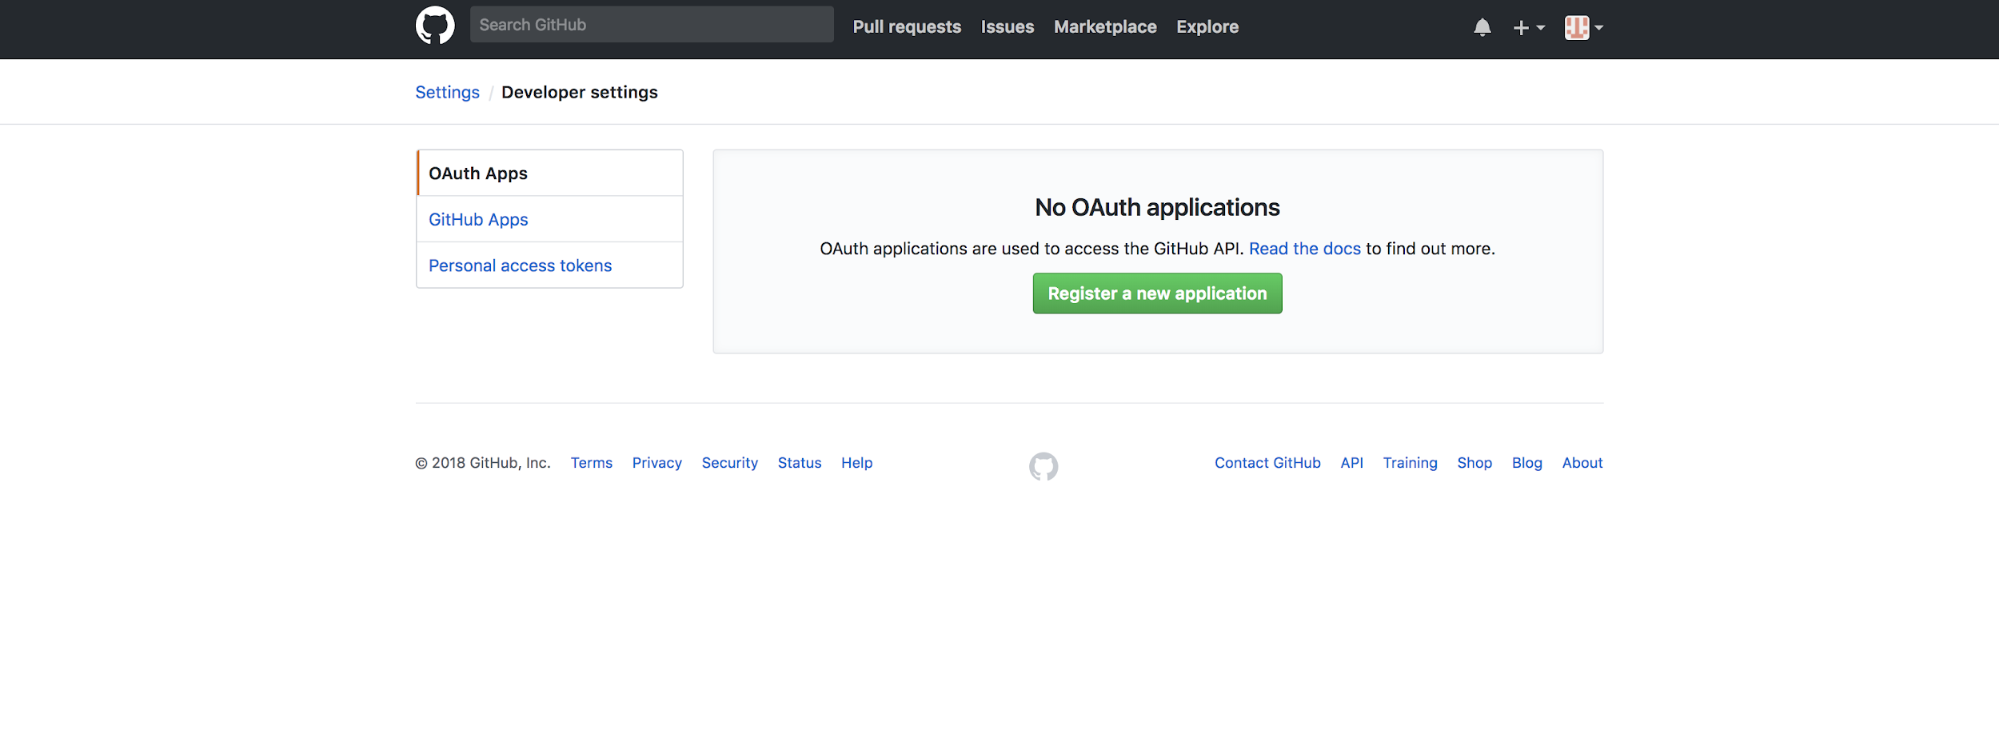 Search GitHub Pull requests Issues Marketplace Explore
Settings / Developer settings
OAuth Apps
GitHub Apps
Personal access tokens
No OAuth applications
OAuth applications are used to access the GitHub API. Read the docs to find out more.
Register a new application
© 2018 GitHub, Inc. Terms Privacy Security Status Help Contact GitHub API Training Shop Blog About